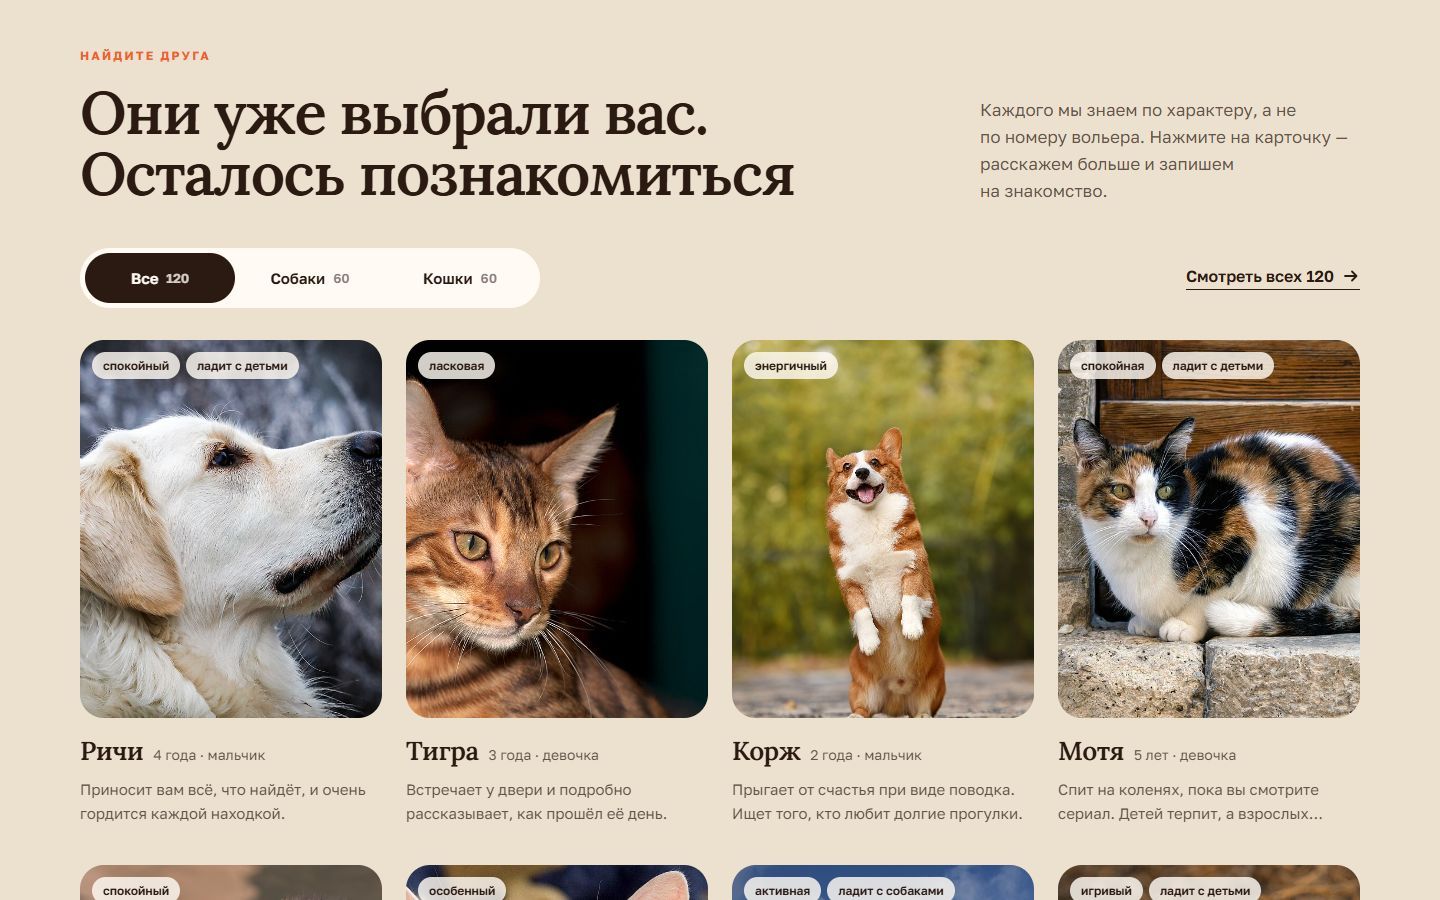 НАЙДИТЕ ДРУГА
Они уже выбрали вас.
Осталось познакомиться
Каждого мы знаем по характеру, а не
по номеру вольера. Нажмите на карточку —
расскажем больше и запишем
на знакомство.
Все 120 Собаки 60 Кошки 60
Смотреть всех 120 →
спокойный ладит с детьми
ласковая
энергичный
спокойная ладит с детьми
Ричи 4 года · мальчик
Приносит вам всё, что найдёт, и очень
гордится каждой находкой.
Тигра 3 года · девочка
Встречает у двери и подробно
рассказывает, как прошёл её день.
Корж 2 года · мальчик
Прыгает от счастья при виде поводка.
Ищет того, кто любит долгие прогулки.
Мотя 5 лет · девочка
Спит на коленях, пока вы смотрите
сериал. Детей терпит, а взрослых…
спокойный
особенный
активная ладит с собаками
игривый ладит с детьми